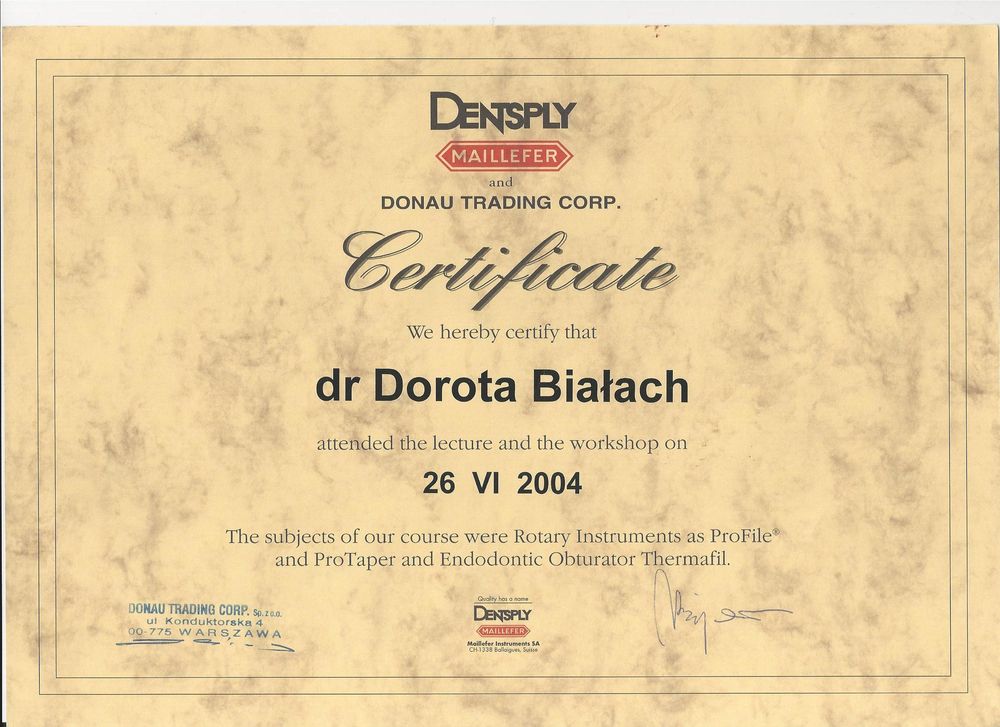 DENTSPLY
MAILLEFER
and
DONAU TRADING CORP.
Certificate
We hereby certify that
dr Dorota Białach
attended the lecture and the workshop on
26 VI 2004
The subjects of our course were Rotary Instruments as ProFile®
and ProTaper and Endodontic Obturator Thermafil.
DONAU TRADING CORP. Sp. z o.o.
ul Konduktorska 4
00-775 WARSZAWA
Quality has a name
DENTSPLY
MAILLEFER
Maillefer Instruments SA
CH-1338 Ballaigues, Suisse